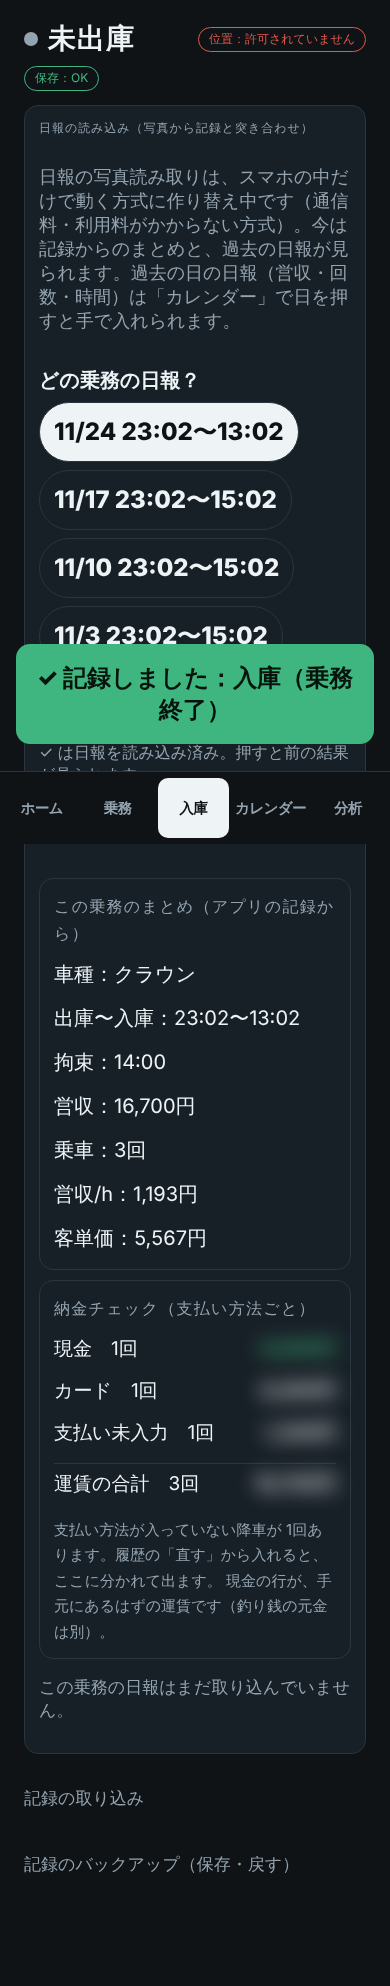 未出庫
位置：許可されていません
保存：OK
日報の読み込み（写真から記録と突き合わせ）
日報の写真読み取りは、スマホの中だ
けで動く方式に作り替え中です（通信
料・利用料がかからない方式）。今は
記録からのまとめと、過去の日報が見
られます。過去の日の日報（営収・回
数・時間）は「カレンダー」で日を押
すと手で入れられます。
どの乗務の日報？
11/24 23:02〜13:02
11/17 23:02〜15:02
11/10 23:02〜15:02
11/3 23:02〜15:02
✓ 記録しました：入庫（乗務
終了）
✓ は日報を読み込み済み。押すと前の結果
ホーム
乗務
入庫
カレンダー
分析
この乗務のまとめ（アプリの記録か
ら）
車種：クラウン
出庫〜入庫：23:02〜13:02
拘束：14:00
営収：16,700円
乗車：3回
営収/h：1,193円
客単価：5,567円
納金チェック（支払い方法ごと）
現金　1回
カード　1回
支払い未入力　1回
運賃の合計　3回
支払い方法が入っていない降車が 1回あ
ります。履歴の「直す」から入れると、
ここに分かれて出ます。 現金の行が、手
元にあるはずの運賃です（釣り銭の元金
は別）。
この乗務の日報はまだ取り込んでいませ
ん。
記録の取り込み
記録のバックアップ（保存・戻す）